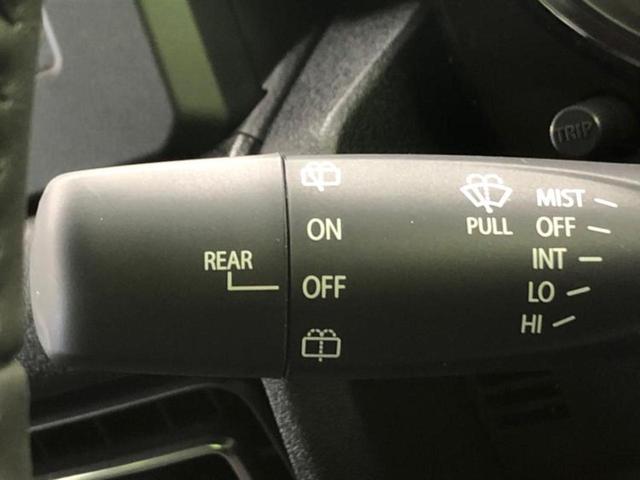 TRIP
MIST
OFF
INT
LO
HI
PULL
ON
OFF
REAR